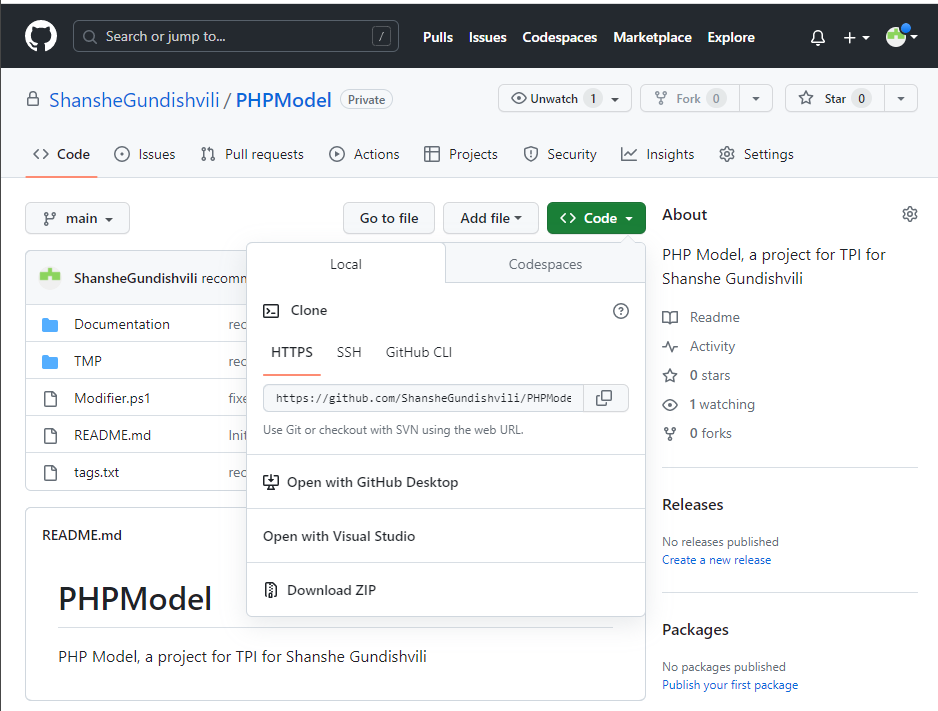 Search or jump to... /
Pulls Issues Codespaces Marketplace Explore
ShansheGundishvili / PHPModel Private
Unwatch 1 Fork 0 Star 0
Code Issues Pull requests Actions Projects Security Insights Settings
main Go to file Add file Code
ShansheGundishvili recomm
Documentation rec
TMP rec
Modifier.ps1 fixe
README.md Init
tags.txt rec
Local Codespaces
Clone
HTTPS SSH GitHub CLI
https://github.com/ShansheGundishvili/PHPMode
Use Git or checkout with SVN using the web URL.
Open with GitHub Desktop
Open with Visual Studio
Download ZIP
README.md
PHPModel
PHP Model, a project for TPI for Shanshe Gundishvili
About
PHP Model, a project for TPI for
Shanshe Gundishvili
Readme
Activity
0 stars
1 watching
0 forks
Releases
No releases published
Create a new release
Packages
No packages published
Publish your first package